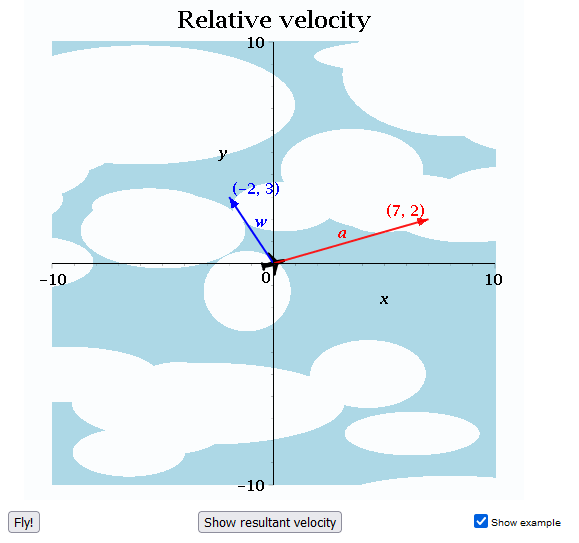 Relative velocity
10
y
(−2, 3)
(7, 2)
w
a
−10
0
10
x
−10
Fly!
Show resultant velocity
Show example